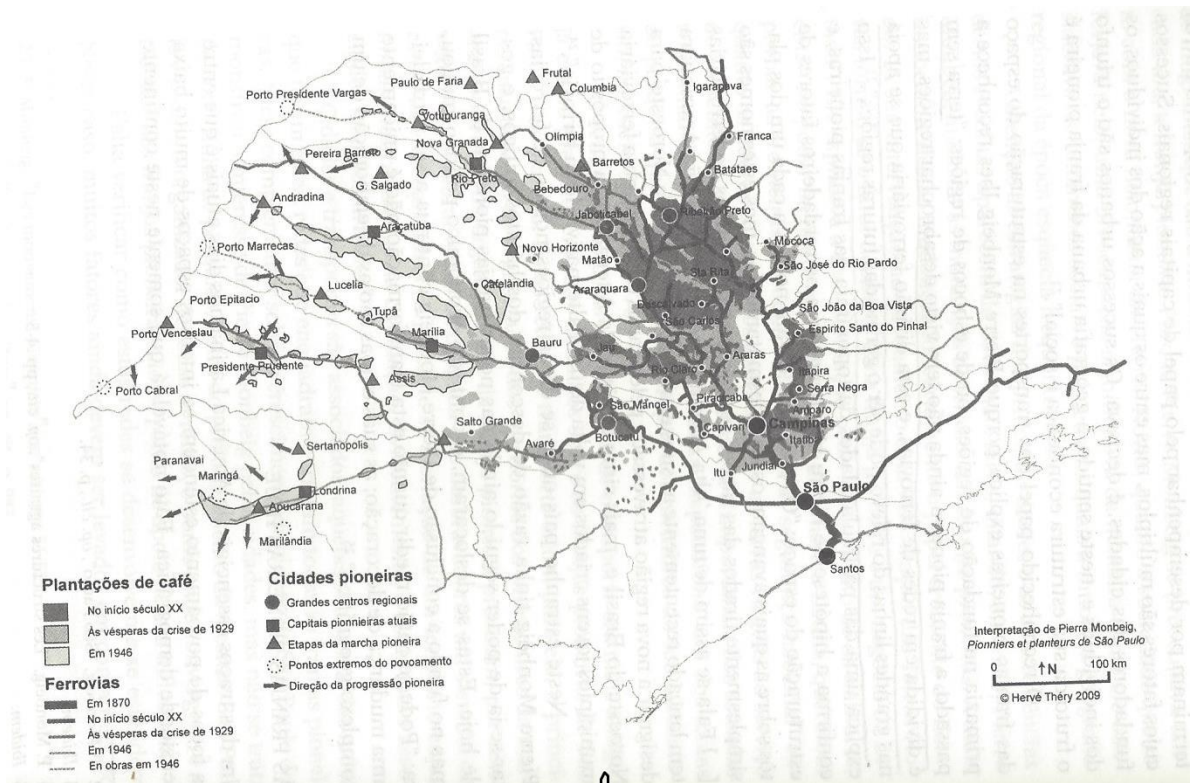 Frutal
Paulo de Faria
Columbia
Igarapava
Porto Presidente Vargas
Votuporanga
Nova Granada
Olímpia
Franca
Pereira Barreto
Barretos
Batataes
G. Salgado
Rio Preto
Bebedouro
Andradina
Jaboticabal
Ribeirão Preto
Araçatuba
Porto Marrecas
Novo Horizonte
Mococa
Matão
Sta Rita
São José do Rio Pardo
Lucelia
Cafelândia
Araraquara
Porto Epitacio
Tupã
Descalvado
São João da Boa Vista
São Carlos
Espirito Santo do Pinhal
Porto Venceslau
Marília
Bauru
Jaú
Araras
Presidente Prudente
Rio Claro
Itapira
Assis
Serra Negra
Porto Cabral
São Manoel
Piracicaba
Amparo
Salto Grande
Campinas
Botucatu
Capivari
Itatiba
Sertanopolis
Avaré
Paranavai
Itu
Jundiaí
Maringá
Londrina
São Paulo
Apucarana
Marilândia
Santos
Plantações de café
No início século XX
Às vésperas da crise de 1929
Em 1946
Ferrovias
Em 1870
No início século XX
Às vésperas da crise de 1929
Em 1946
En obras em 1946
Cidades pioneiras
Grandes centros regionais
Capitais pionnieiras atuais
Etapas da marcha pioneira
Pontos extremos do povoamento
Direção da progressão pioneira
Interpretação de Pierre Monbeig,
Pionniers et planteurs de São Paulo
0 ↑N 100 km
© Hervé Théry 2009